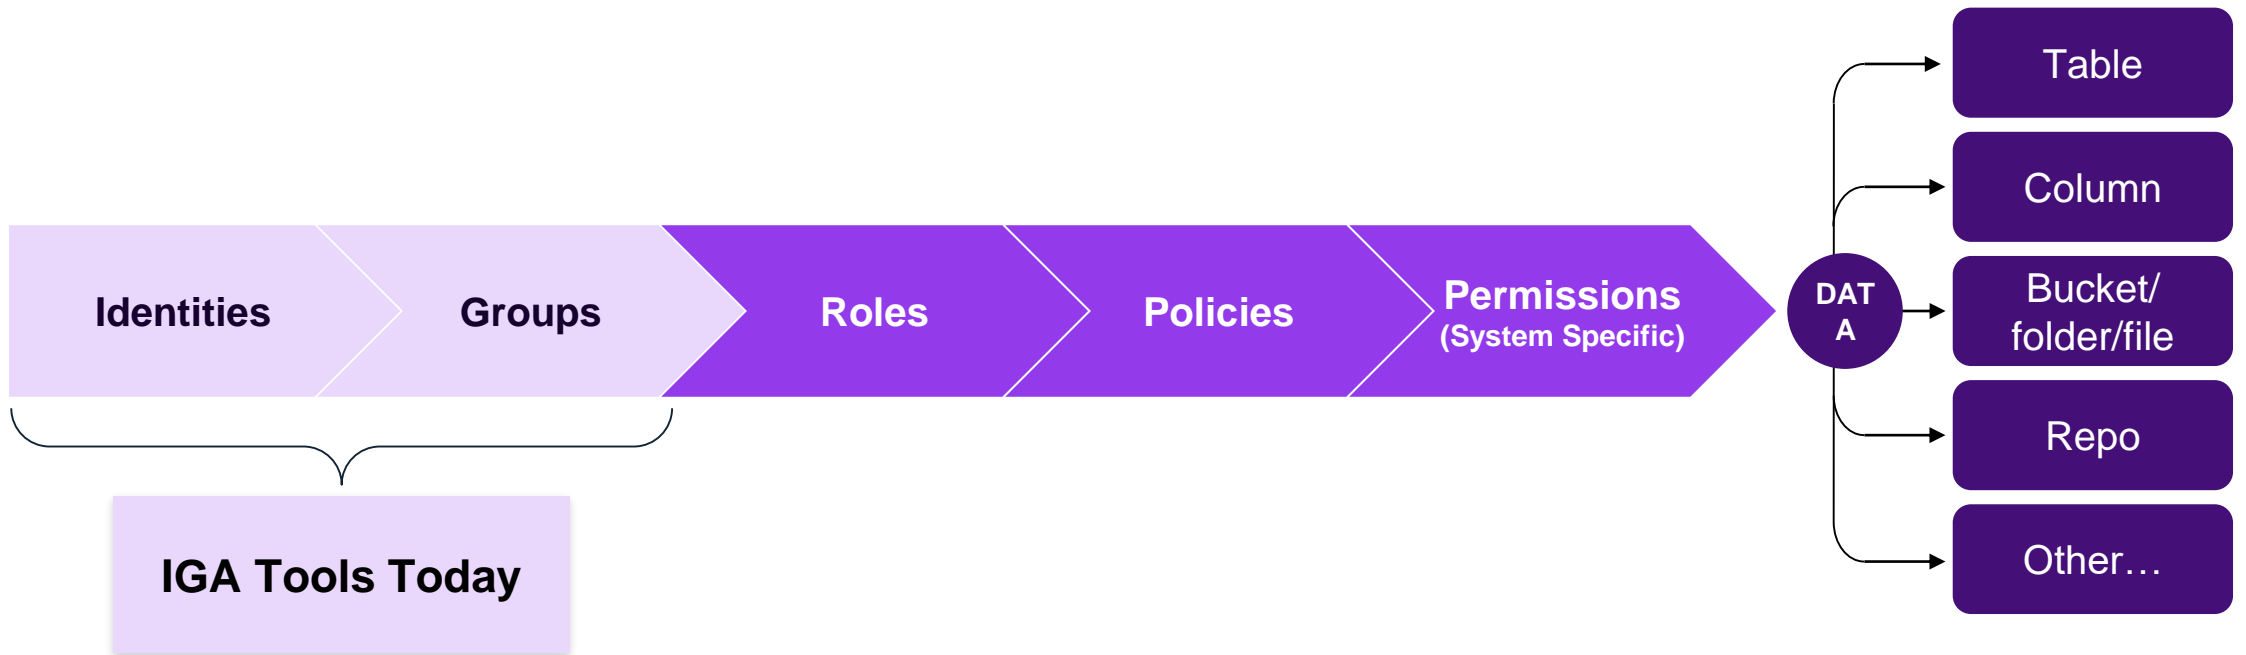 Identities
Groups
Roles
Policies
Permissions
(System Specific)
DAT
A
Table
Column
Bucket/
folder/file
Repo
Other…
IGA Tools Today